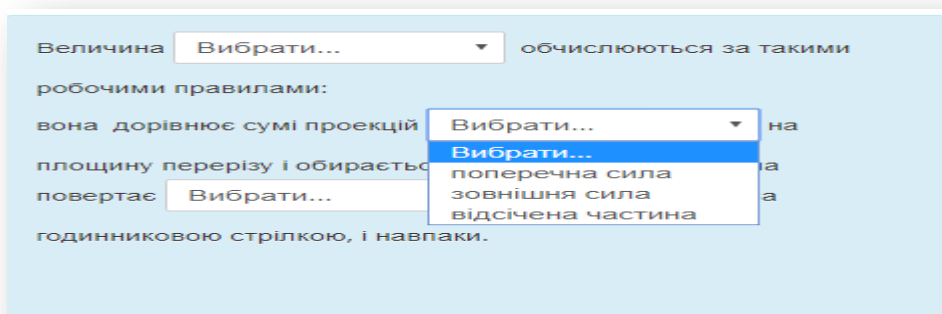 Величина Вибрати... обчислюються за такими
робочими правилами:
вона дорівнює сумі проекцій Вибрати... на
Вибрати...
площину перерізу і обираєтьс а
поперечна сила
зовнішня сила
повертає Вибрати... а
відсічена частина
годинниковою стрілкою, і навпаки.